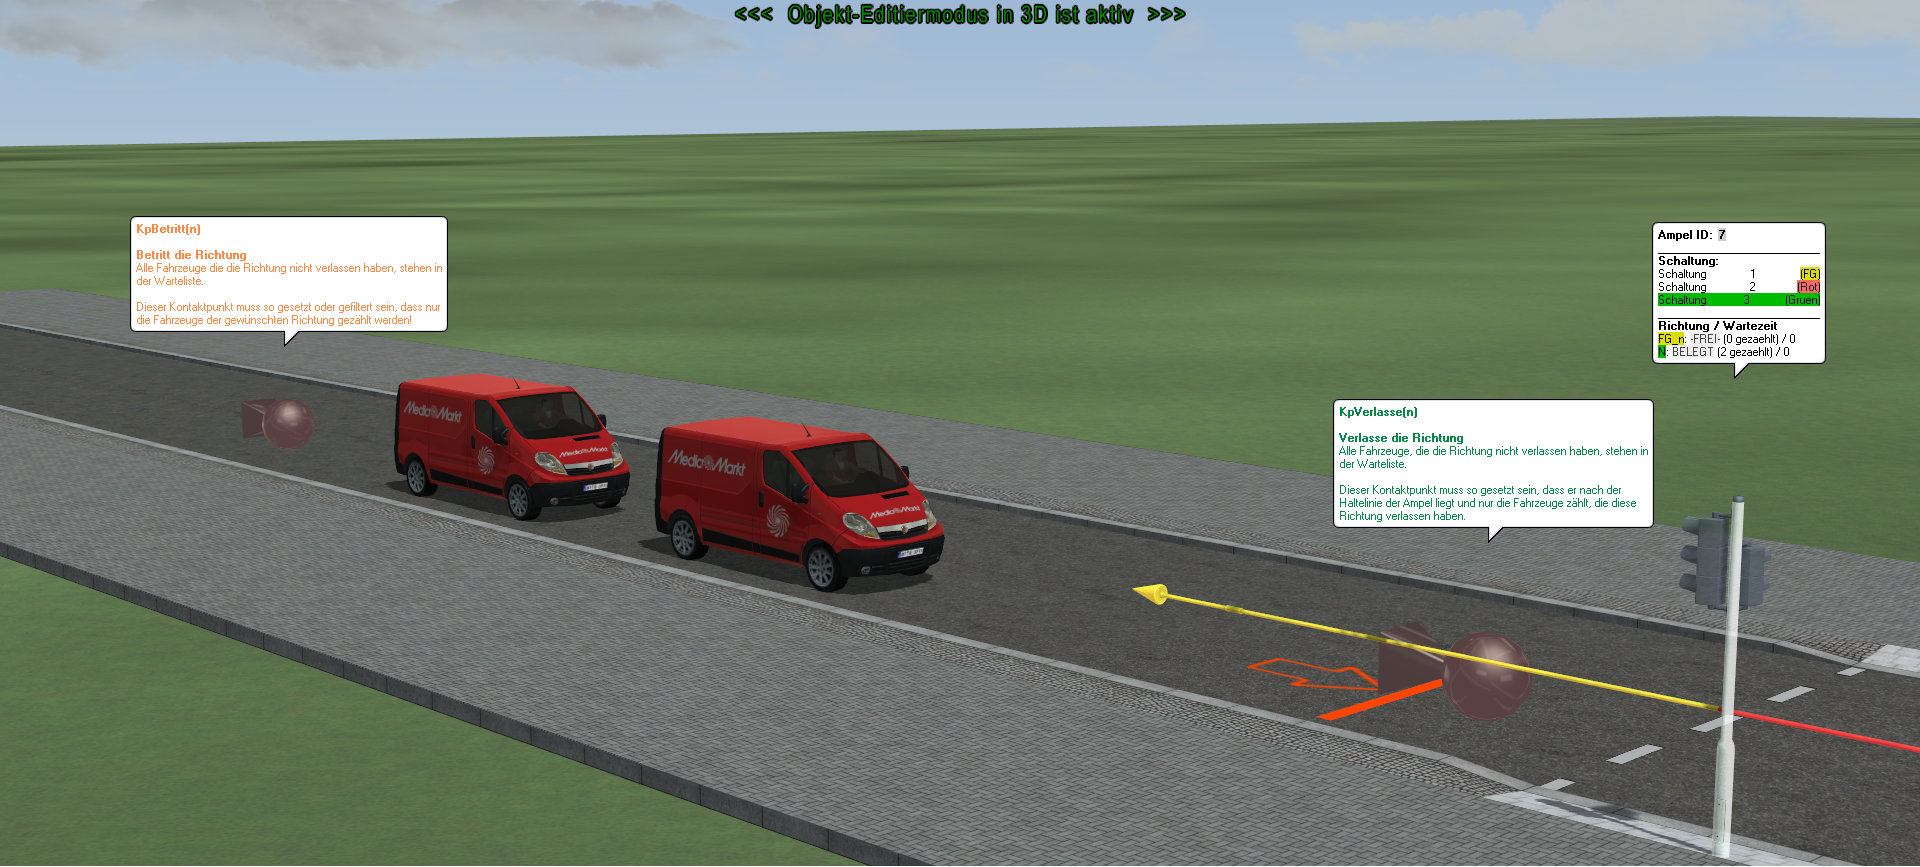 <<< Objekt-Editiermodus in 3D ist aktiv >>>
KpBetritt(n)
Betritt die Richtung
Alle Fahrzeuge die die Richtung nicht verlassen haben, stehen in
der Warteliste.
Dieser Kontaktpunkt muss so gesetzt oder gefiltert sein, dass nur
die Fahrzeuge der gewünschten Richtung gezählt werden!
Ampel ID: 7
Schaltung:
Schaltung 1 (FG)
Schaltung 2 (Rot)
Schaltung 3 (Gruen)
Richtung / Wartezeit
FG_n: -FREI- (0 gezaehlt) / 0
N: BELEGT (2 gezaehlt) / 0
KpVerlasse(n)
Verlasse die Richtung
Alle Fahrzeuge, die die Richtung nicht verlassen haben, stehen in
der Warteliste.
Dieser Kontaktpunkt muss so gesetzt sein, dass er nach der
Haltelinie der Ampel liegt und nur die Fahrzeuge zählt, die diese
Richtung verlassen haben.
Media Markt
Media Markt
Media Markt
Media Markt